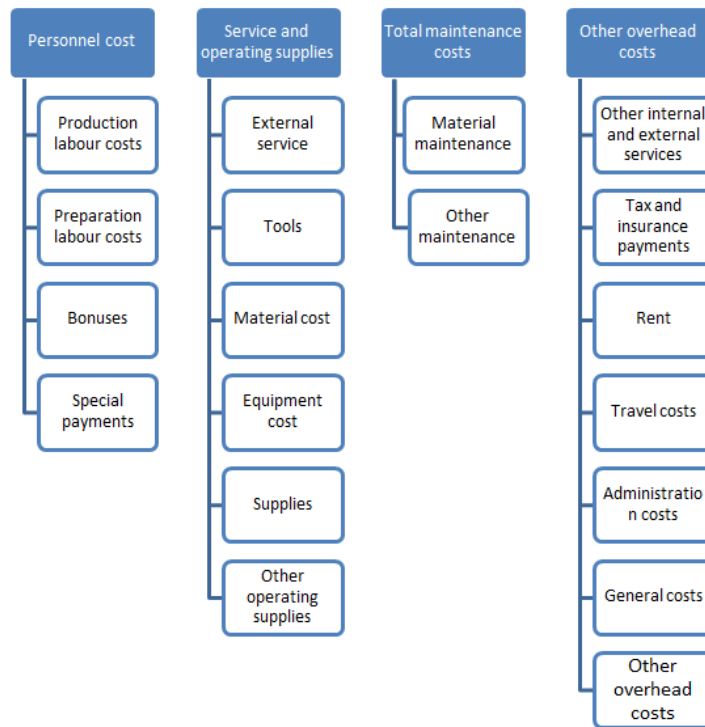 Personnel cost
Production
labour costs
Preparation
labour costs
Bonuses
Special
payments
Service and
operating supplies
External
service
Tools
Material cost
Equipment
cost
Supplies
Other
operating
supplies
Total maintenance
costs
Material
maintenance
Other
maintenance
Other overhead
costs
Other internal
and external
services
Tax and
insurance
payments
Rent
Travel costs
Administratio
n costs
General costs
Other
overhead
costs